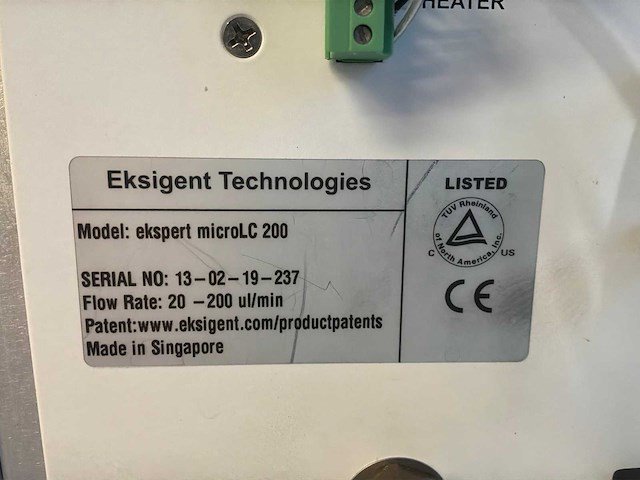 HEATER
Eksigent Technologies
Model: ekspert microLC 200
SERIAL NO: 13-02-19-237
Flow Rate: 20 -200 ul/min
Patent:www.eksigent.com/productpatents
Made in Singapore
LISTED
TÜV Rheinland
of North America, Inc.
C US
CE